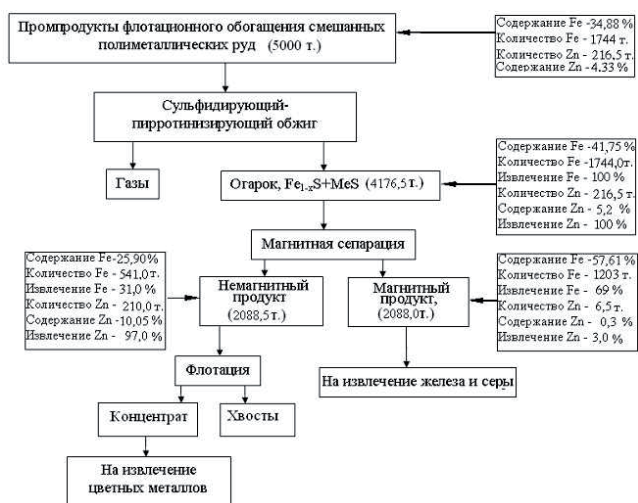 Промпродукты флотационного обогащения смешанных
полиметаллических руд (5000 т.)
Содержание Fe -34,88 %
Количество Fe - 1744 т.
Количество Zn - 216,5 т.
Содержание Zn - 4.33 %
Сульфидирующий-
пирротинизирующий обжиг
Газы
Огарок, Fe1-xS+MeS (4176,5 т.)
Содержание Fe -41,75 %
Количество Fe-1744,0т.
Извлечение Fe - 100 %
Количество Zn - 216,5 т.
Содержание Zn - 5,2 %
Извлечение Zn - 100 %
Магнитная сепарация
Содержание Fe-25,90%
Количество Fe - 541,0т.
Извлечение Fe - 31,0 %
Количество Zn - 210,0 т.
Содержание Zn -10,05 %
Извлечение Zn - 97,0 %
Немагнитный
продукт
(2088,5т.)
Магнитный
продукт,
(2088,0т.)
Содержание Fe -57,61 %
Количество Fe - 1203 т.
Извлечение Fe - 69 %
Количество Zn - 6,5 т.
Содержание Zn - 0,3 %
Извлечение Zn - 3,0 %
Флотация
На извлечение железа и серы
Концентрат
Хвосты
На извлечение
цветных металлов